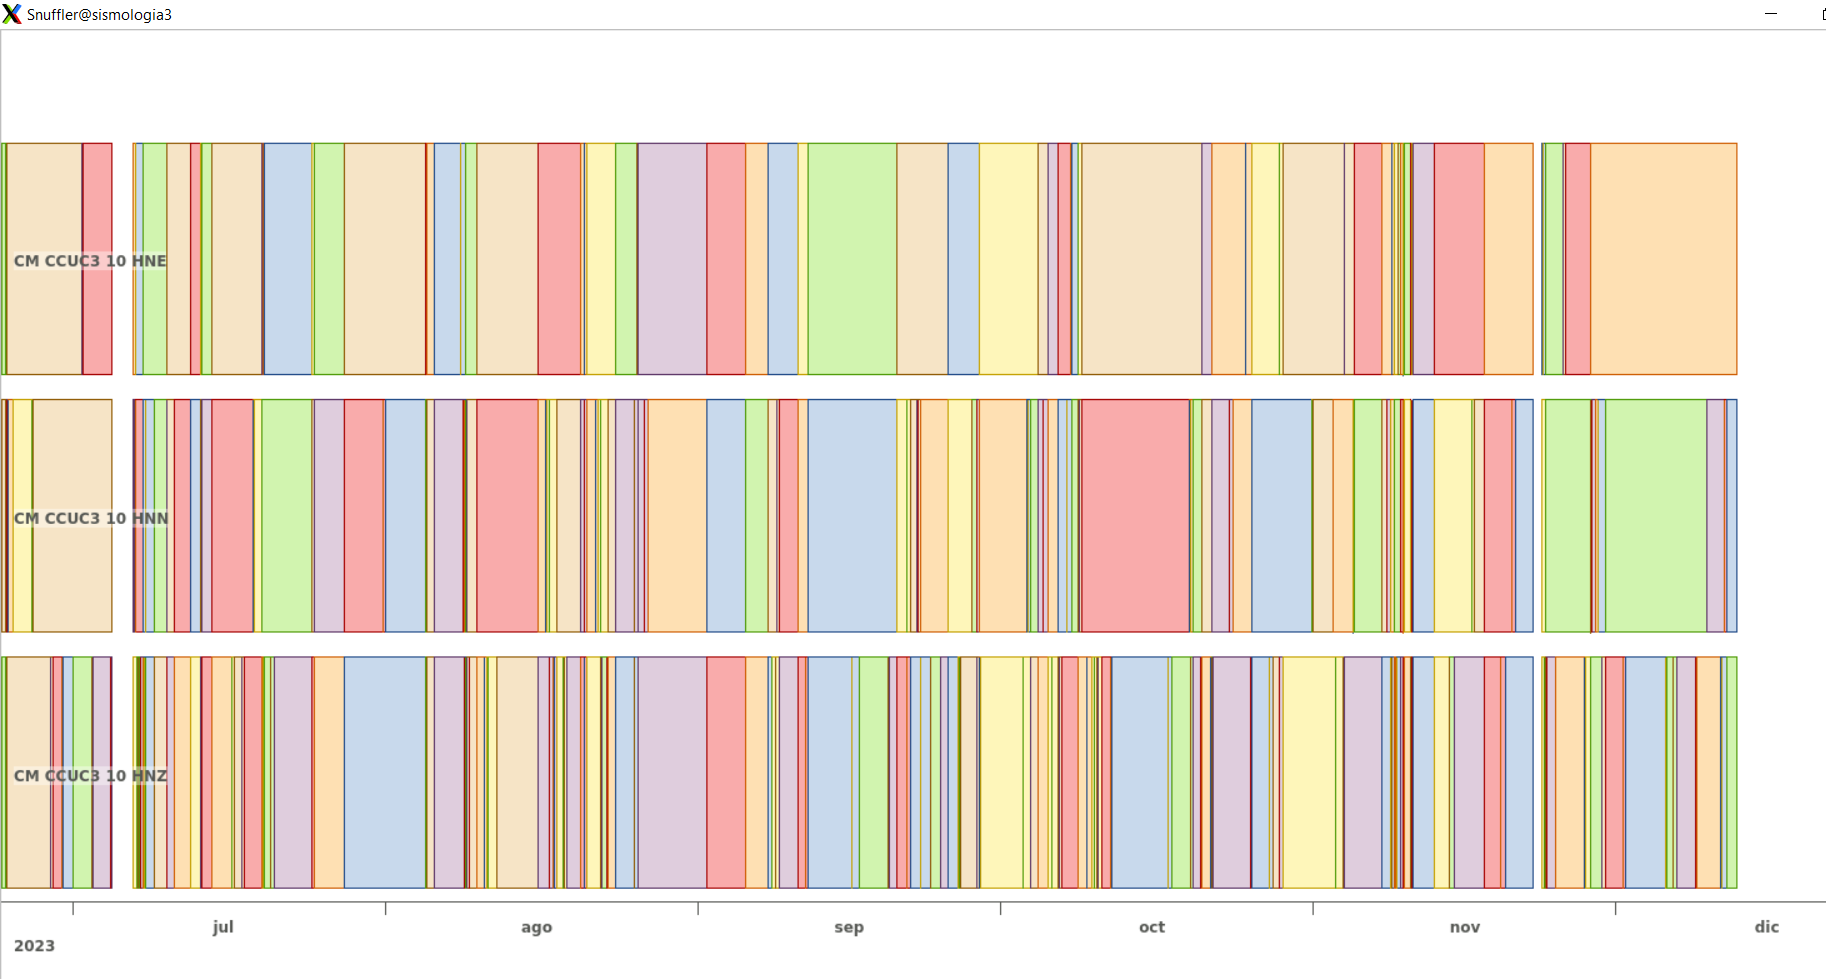 Snuffler@sismologia3
CM CCUC3 10 HNE
CM CCUC3 10 HNN
CM CCUC3 10 HNZ
jul ago sep oct nov dic
2023